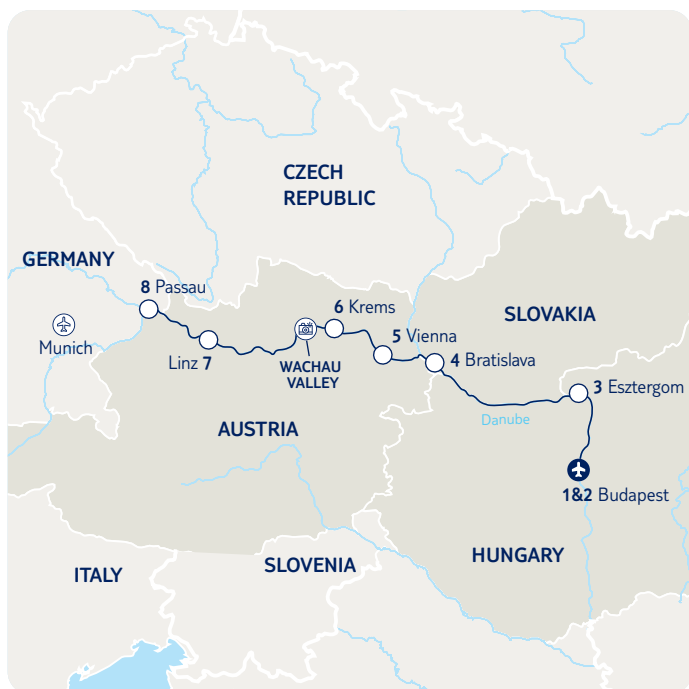 CZECH
REPUBLIC
GERMANY
8 Passau
6 Krems
SLOVAKIA
5 Vienna
Munich
Linz 7
WACHAU
VALLEY
4 Bratislava
3 Esztergom
Danube
AUSTRIA
1&2 Budapest
HUNGARY
SLOVENIA
ITALY